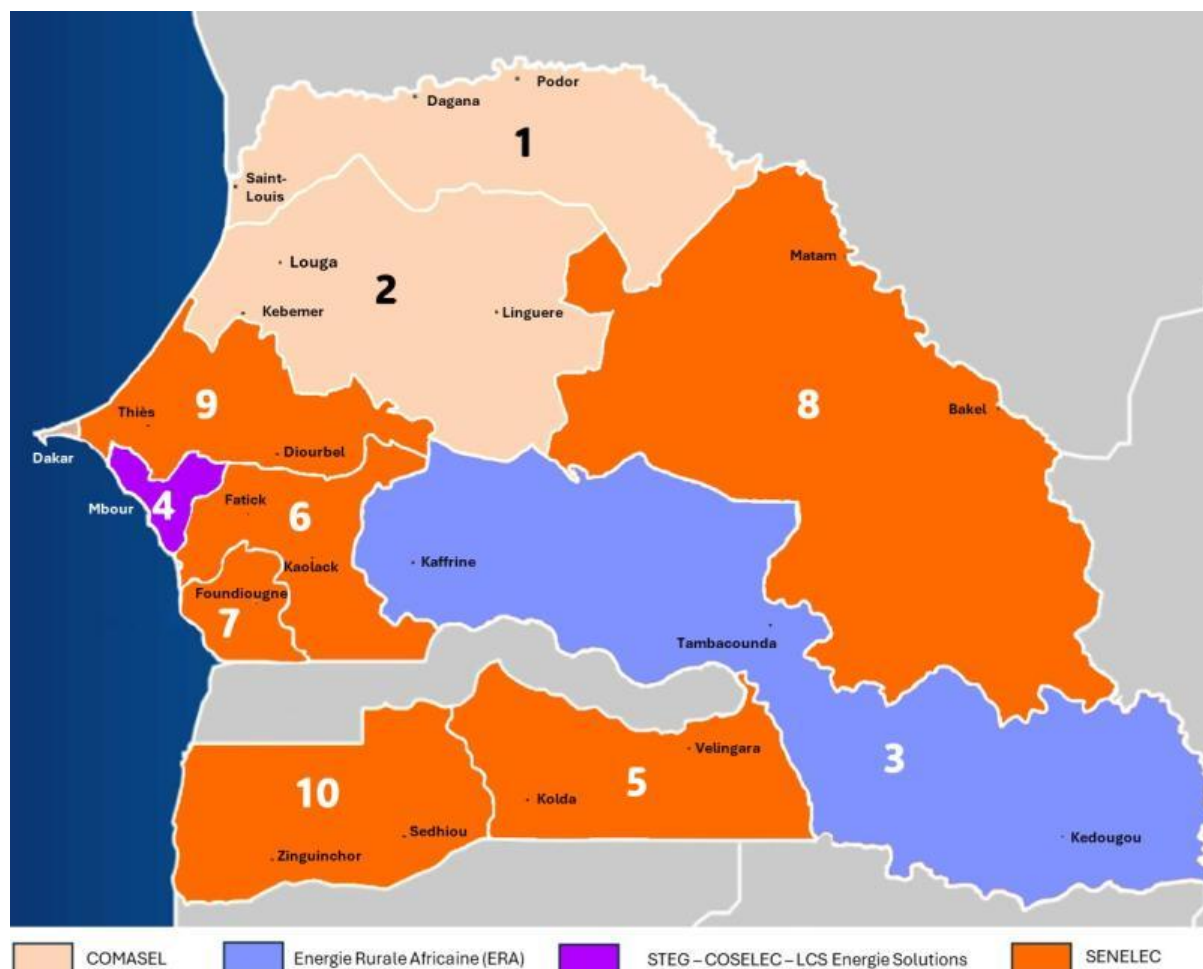 Podor
Dagana
1
Saint-
Louis
Matam
Louga
2
Kebemer
Linguere
Thiès
9
8
Bakel
Diourbel
Dakar
Mbour
4
Fatick
6
Kaolack
Kaffrine
Foundiougne
7
Tambacounda
Velingara
3
10
5
Kolda
Sedhiou
Kedougou
Zinguinchor
COMASEL
Energie Rurale Africaine (ERA)
STEG – COSELEC – LCS Energie Solutions
SENELEC